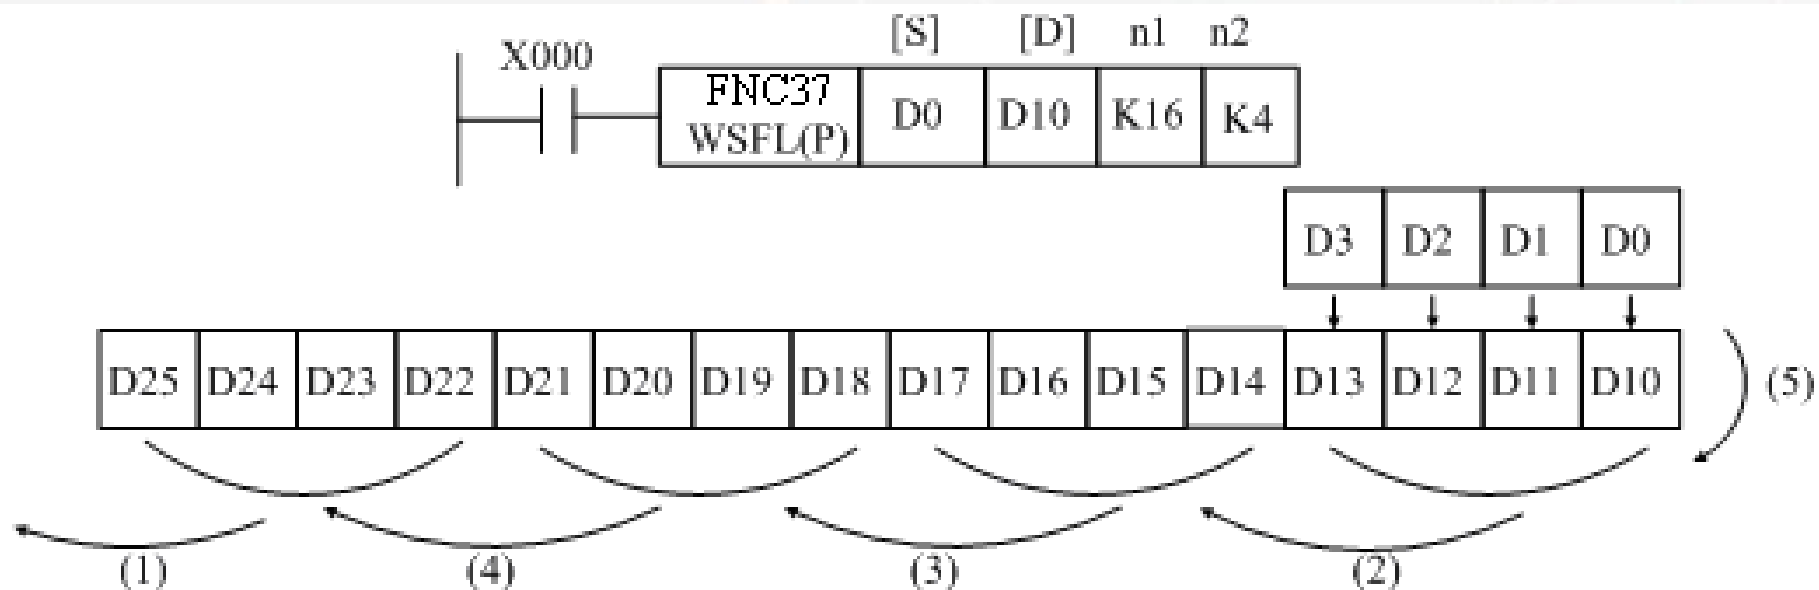 [S] [D] n1 n2
X000
FNC37
WSFL(P) D0 D10 K16 K4
D3 D2 D1 D0
D25 D24 D23 D22 D21 D20 D19 D18 D17 D16 D15 D14 D13 D12 D11 D10 (5)
(1) (4) (3) (2)